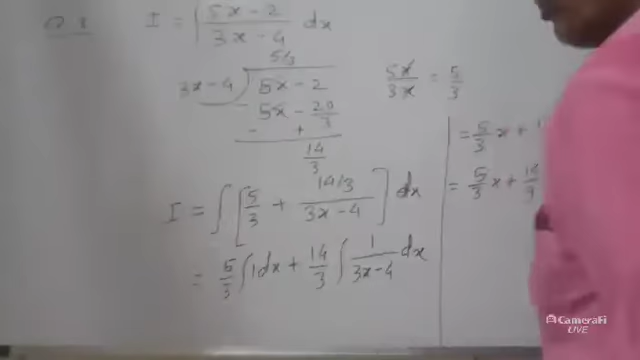 I = ∫ (5x - 2)/(3x - 4) dx
5/3
3x - 4 ) 5x - 2
5x - 20/3
- +
14/3
5x/3x = 5/3
I = ∫ [5/3 + (14/3)/(3x - 4)] dx
= 5/3 ∫ 1 dx + 14/3 ∫ 1/(3x - 4) dx
= 5/3 x +
= 5/3 x + 14/9
CameraFi
LIVE